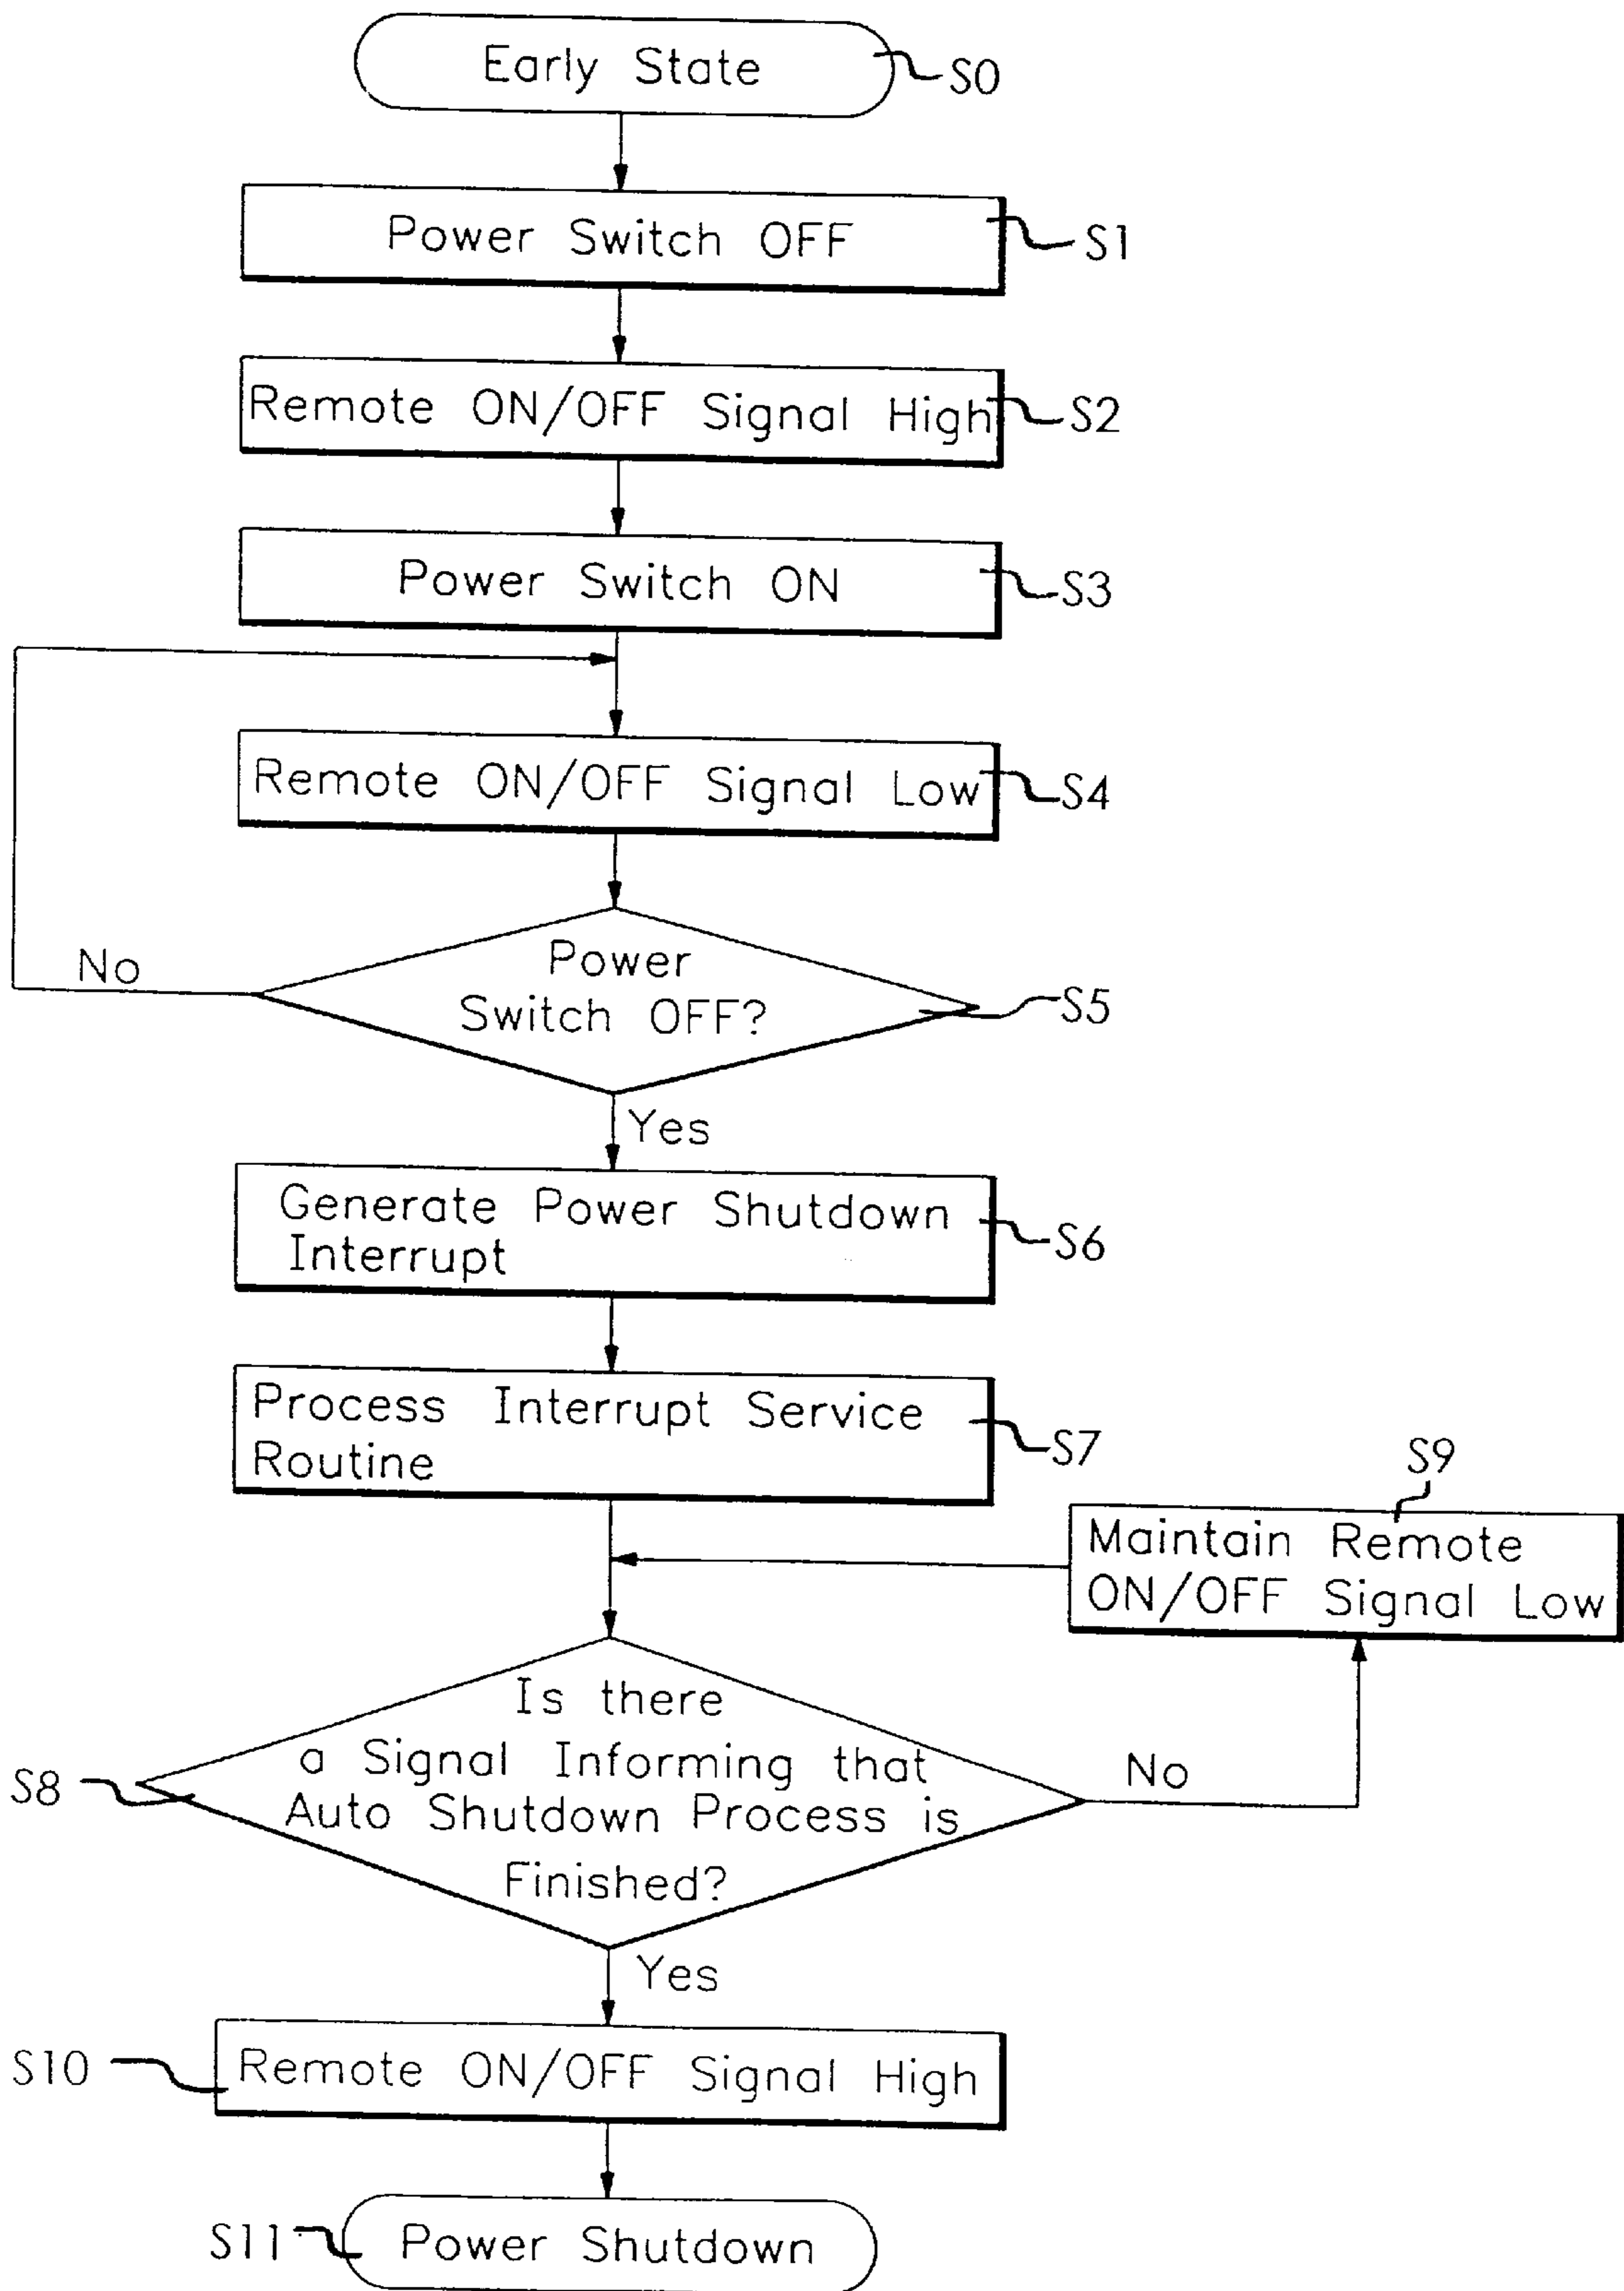 Early State
S0
Power Switch OFF
S1
Remote ON/OFF Signal High
S2
Power Switch ON
S3
Remote ON/OFF Signal Low
S4
Power
Switch OFF?
S5
No
Yes
Generate Power Shutdown
Interrupt
S6
Process Interrupt Service
Routine
S7
S9
Maintain Remote
ON/OFF Signal Low
Is there
a Signal Informing that
Auto Shutdown Process is
Finished?
S8
No
Yes
S10
Remote ON/OFF Signal High
S11
Power Shutdown